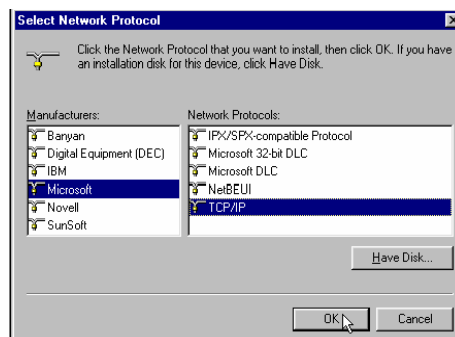 Select Network Protocol
Click the Network Protocol that you want to install, then click OK. If you have
an installation disk for this device, click Have Disk.
Manufacturers:
Banyan
Digital Equipment (DEC)
IBM
Microsoft
Novell
SunSoft
Network Protocols:
IPX/SPX-compatible Protocol
Microsoft 32-bit DLC
Microsoft DLC
NetBEUI
TCP/IP
Have Disk...
OK
Cancel